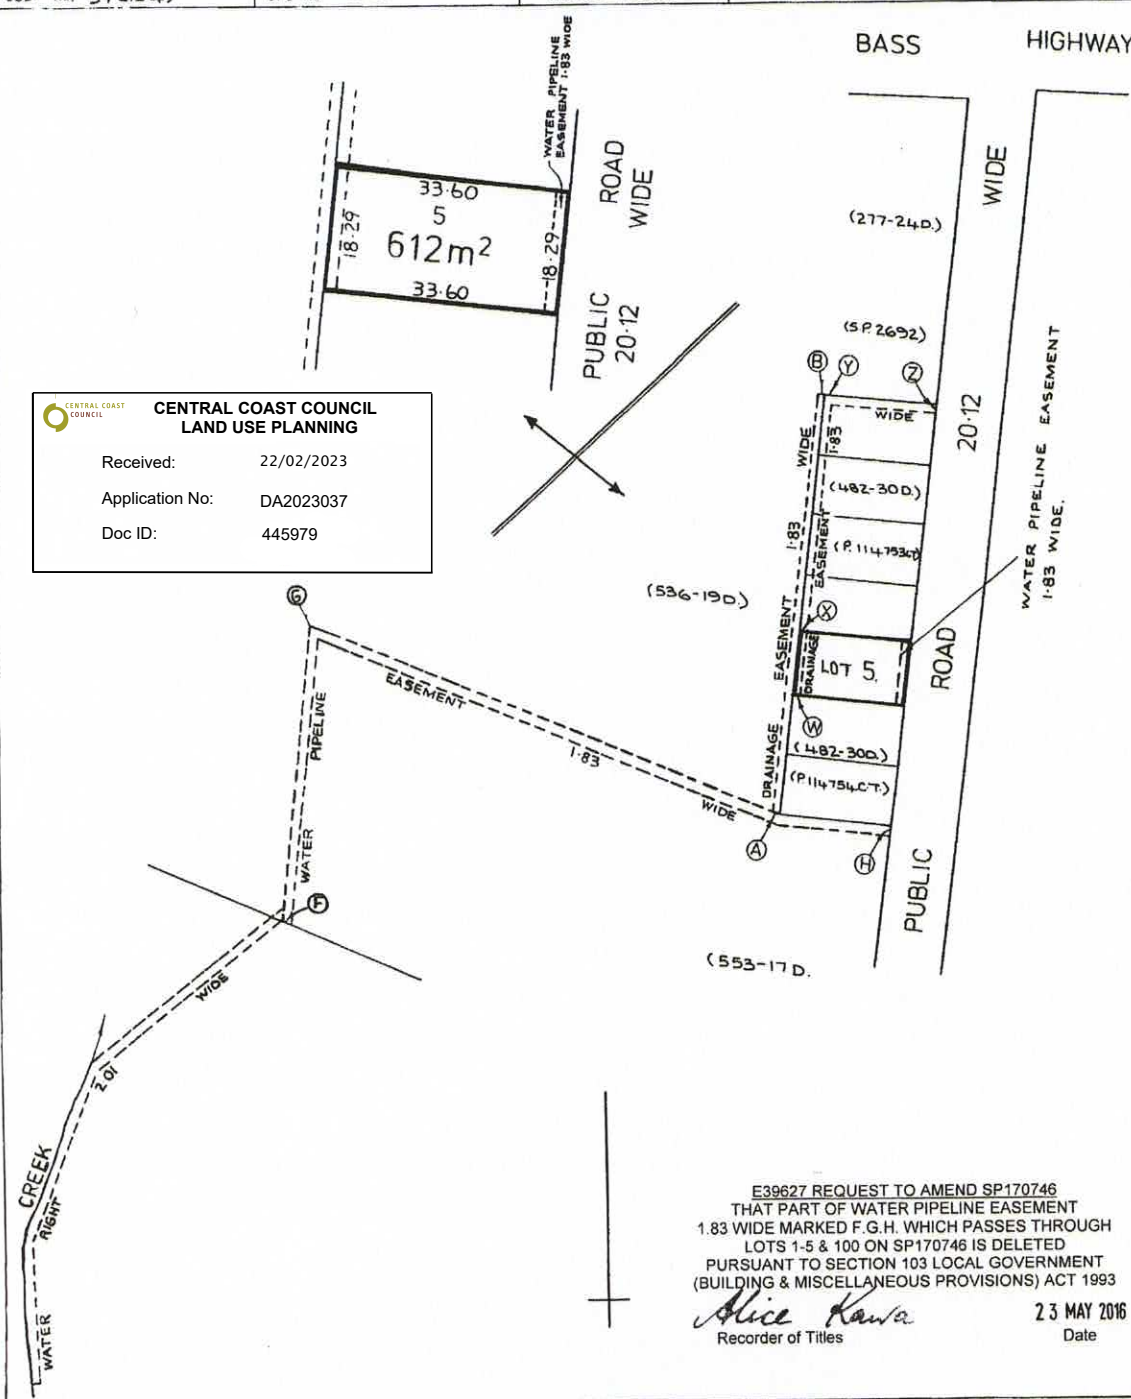 BASS HIGHWAY
WATER PIPELINE
EASEMENT 1·83 WIDE
33·60
5
612m²
18·29
18·29
33·60
ROAD
WIDE
PUBLIC
20·12
WIDE
(277-24D.)
(S.P. 2692)
B
Y
Z
WIDE
1·83
WIDE
20·12
(482-30D.)
(P.114753CT)
1·83
EASEMENT
WATER PIPELINE EASEMENT
1·83 WIDE.
CENTRAL COAST
COUNCIL
CENTRAL COAST COUNCIL
LAND USE PLANNING
Received: 22/02/2023
Application No: DA2023037
Doc ID: 445979
(536-19D.)
X
EASEMENT
DRAINAGE
LOT 5.
ROAD
W
(482-30D.)
(P114754C.T.)
DRAINAGE
G
EASEMENT
1·83
WIDE
PIPELINE
WATER
A
H
PUBLIC
F
(553-17D.
WIDE
2·01
CREEK
RIGHT
WATER
E39627 REQUEST TO AMEND SP170746
THAT PART OF WATER PIPELINE EASEMENT
1.83 WIDE MARKED F.G.H. WHICH PASSES THROUGH
LOTS 1-5 & 100 ON SP170746 IS DELETED
PURSUANT TO SECTION 103 LOCAL GOVERNMENT
(BUILDING & MISCELLANEOUS PROVISIONS) ACT 1993
Alice Kawa
Recorder of Titles
23 MAY 2016
Date